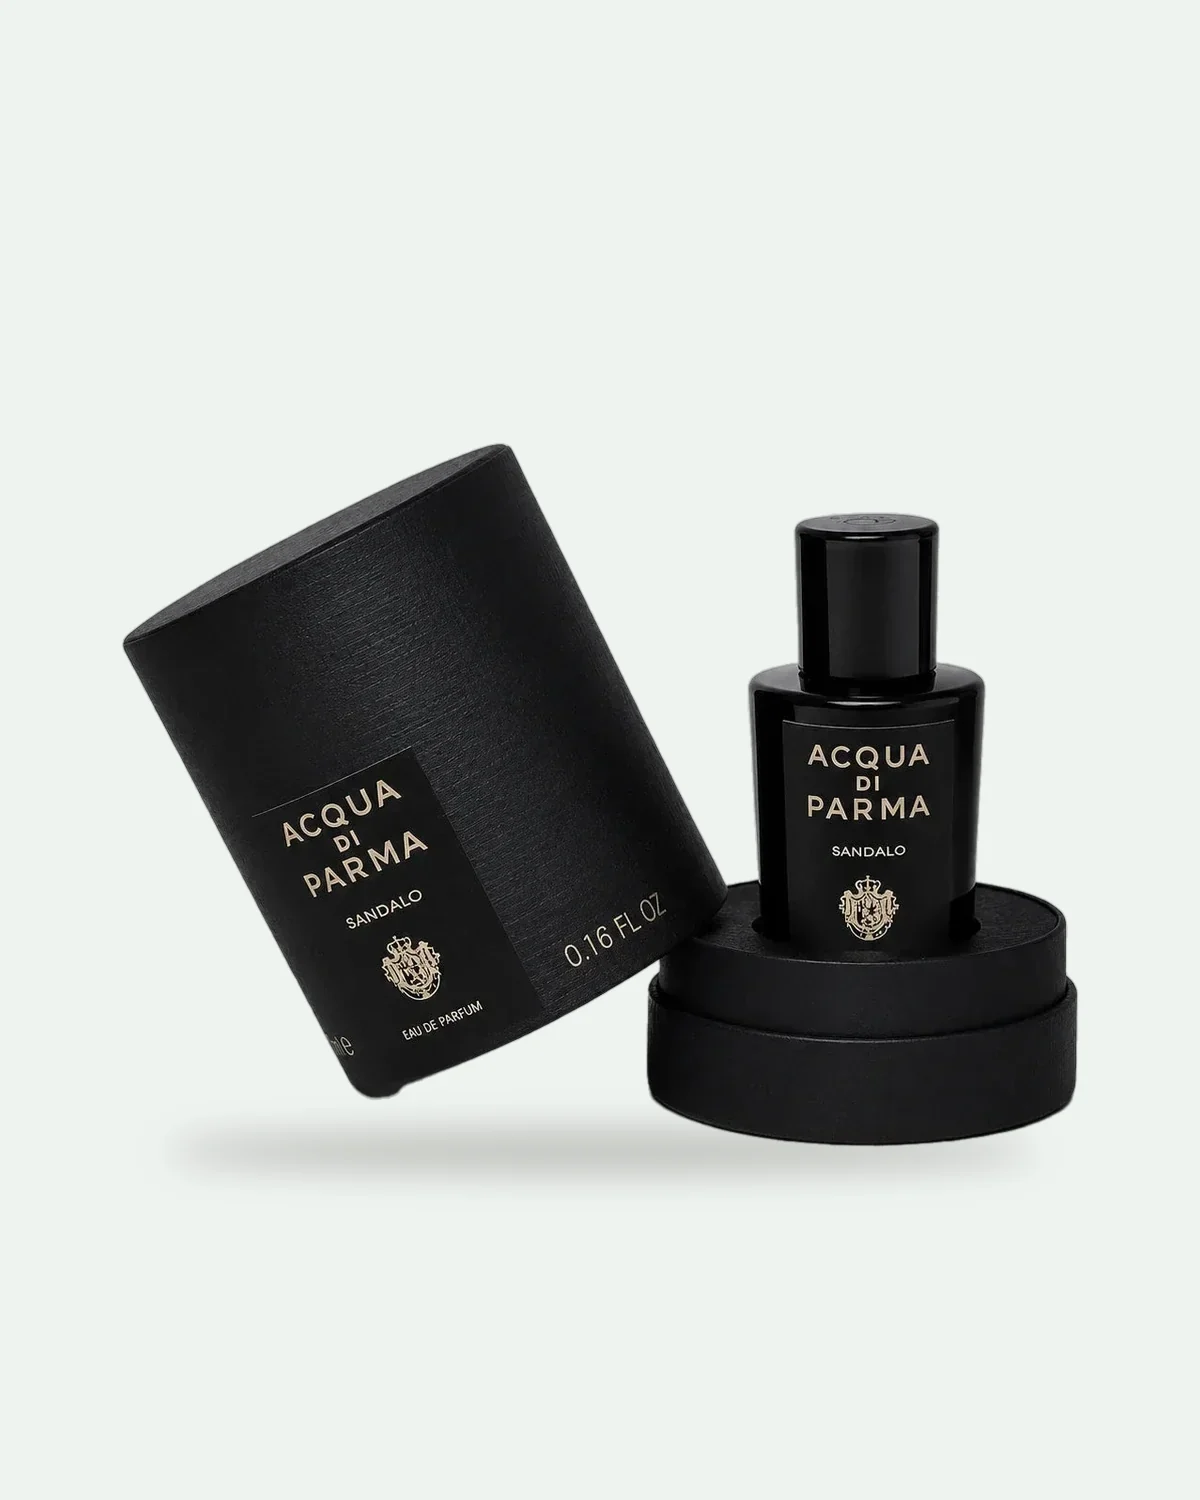 ACQUA
DI
PARMA
SANDALO
EAU DE PARFUM
0.16 FL OZ
ACQUA
DI
PARMA
SANDALO